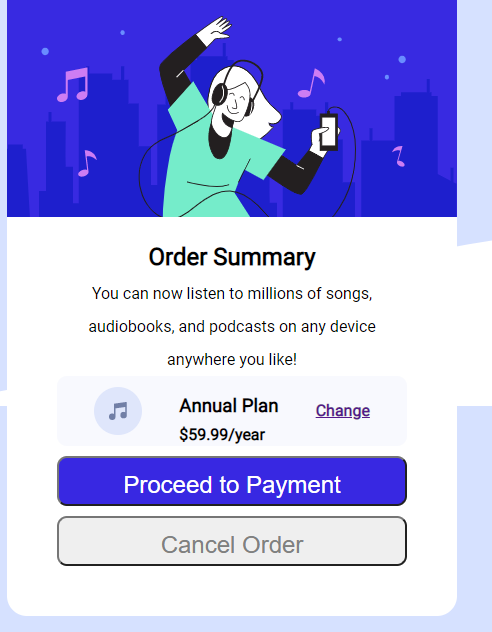 Order Summary
You can now listen to millions of songs,
audiobooks, and podcasts on any device
anywhere you like!
Annual Plan
Change
$59.99/year
Proceed to Payment
Cancel Order